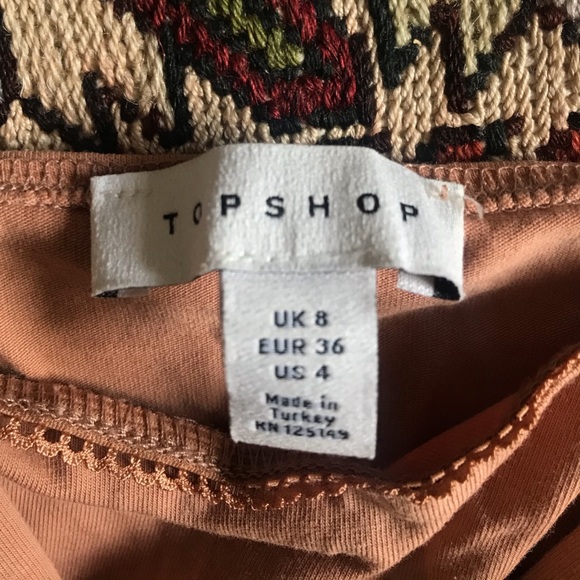 TOPSHOP
UK 8
EUR 36
US 4
Made in
Turkey
KN125149